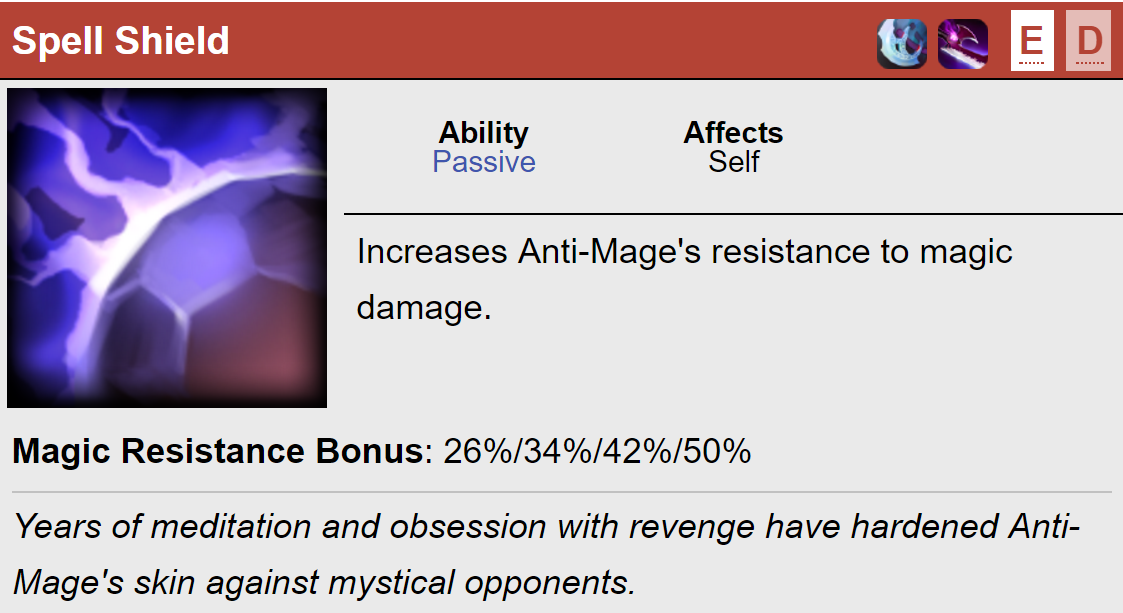 Spell Shield
E D
Ability
Passive
Affects
Self
Increases Anti-Mage's resistance to magic
damage.
Magic Resistance Bonus: 26%/34%/42%/50%
Years of meditation and obsession with revenge have hardened Anti-
Mage's skin against mystical opponents.